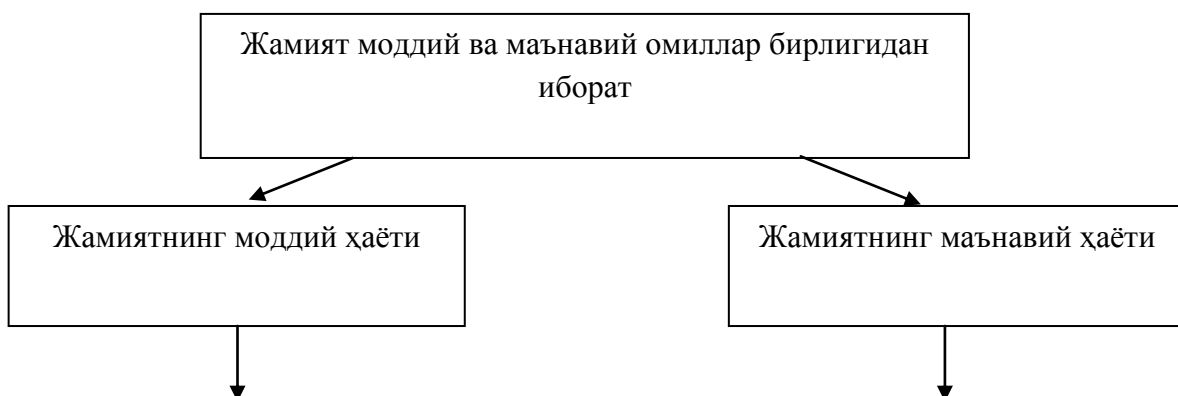 Жамият моддий ва маънавий омиллар бирлигидан
иборат
Жамиятнинг моддий ҳаёти
Жамиятнинг маънавий ҳаёти